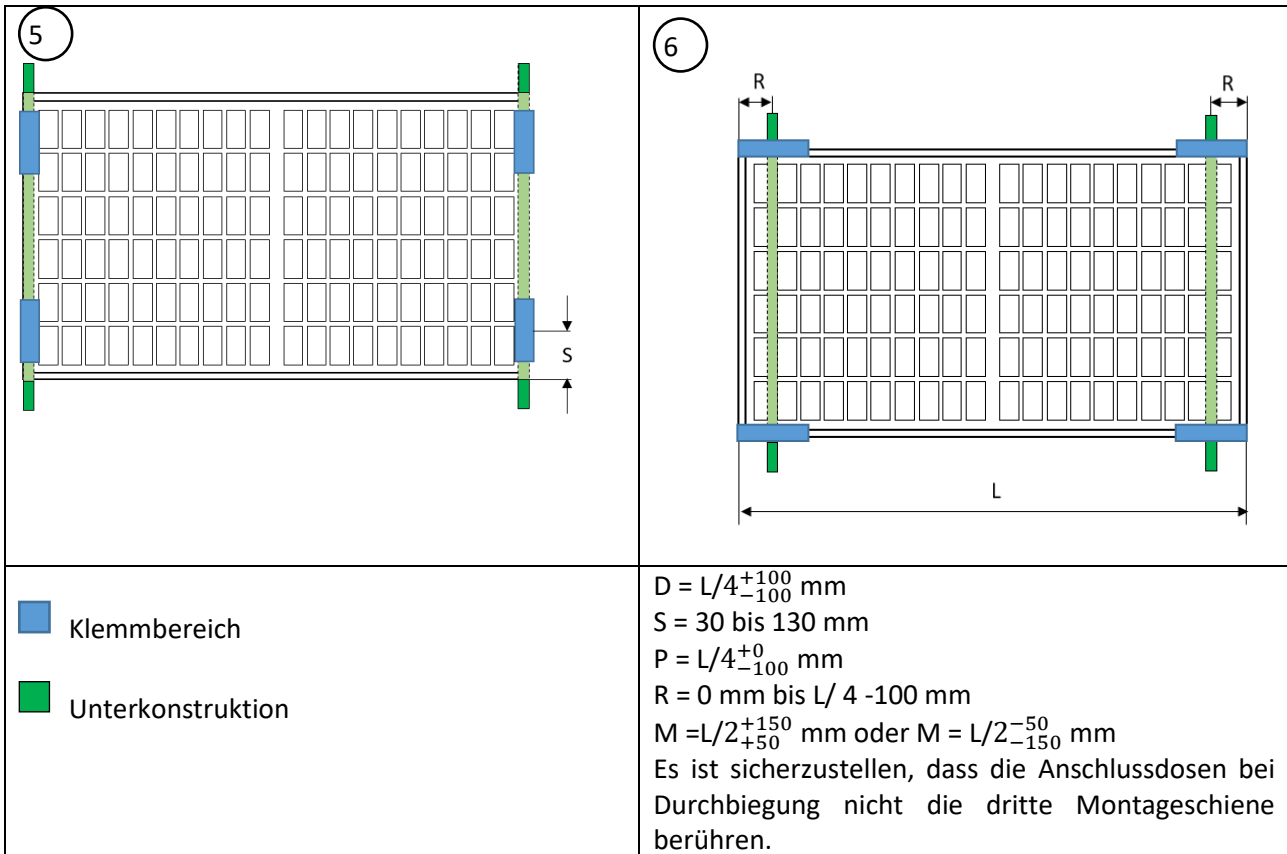 5
S
6
R R
L
Klemmbereich
Unterkonstruktion
D = L/4 +100 −100 mm
S = 30 bis 130 mm
P = L/4 +0 −100 mm
R = 0 mm bis L/ 4 -100 mm
M =L/2 +150 +50 mm oder M = L/2 −50 −150 mm
Es ist sicherzustellen, dass die Anschlussdosen bei
Durchbiegung nicht die dritte Montageschiene
berühren.